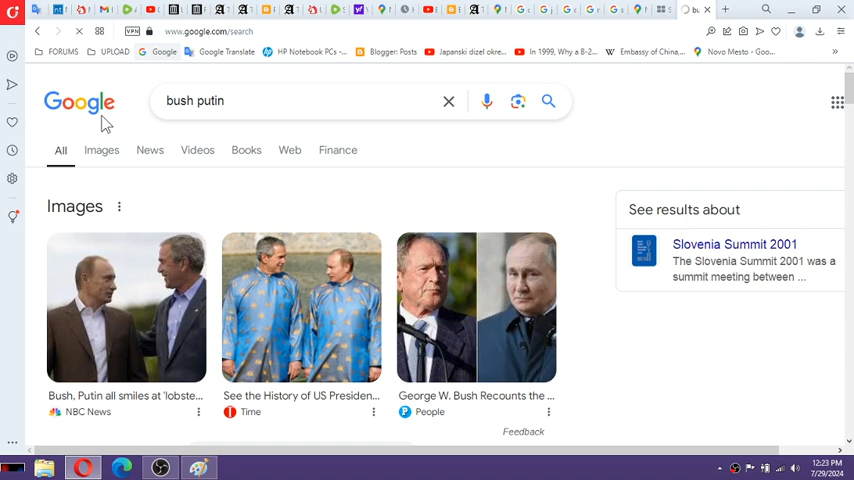 www.google.com/search
VPN
FORUMS
UPLOAD
Google
Google Translate
HP Notebook PCs -...
Blogger: Posts
Japanski dizel okre...
In 1999, Why a B-2...
Embassy of China,...
Novo Mesto - Goo...
Google
bush putin
All
Images
News
Videos
Books
Web
Finance
Images
See results about
Slovenia Summit 2001
The Slovenia Summit 2001 was a
summit meeting between ...
Bush, Putin all smiles at 'lobste...
NBC News
See the History of US Presiden...
Time
George W. Bush Recounts the ...
People
Feedback
12:23 PM
7/29/2024